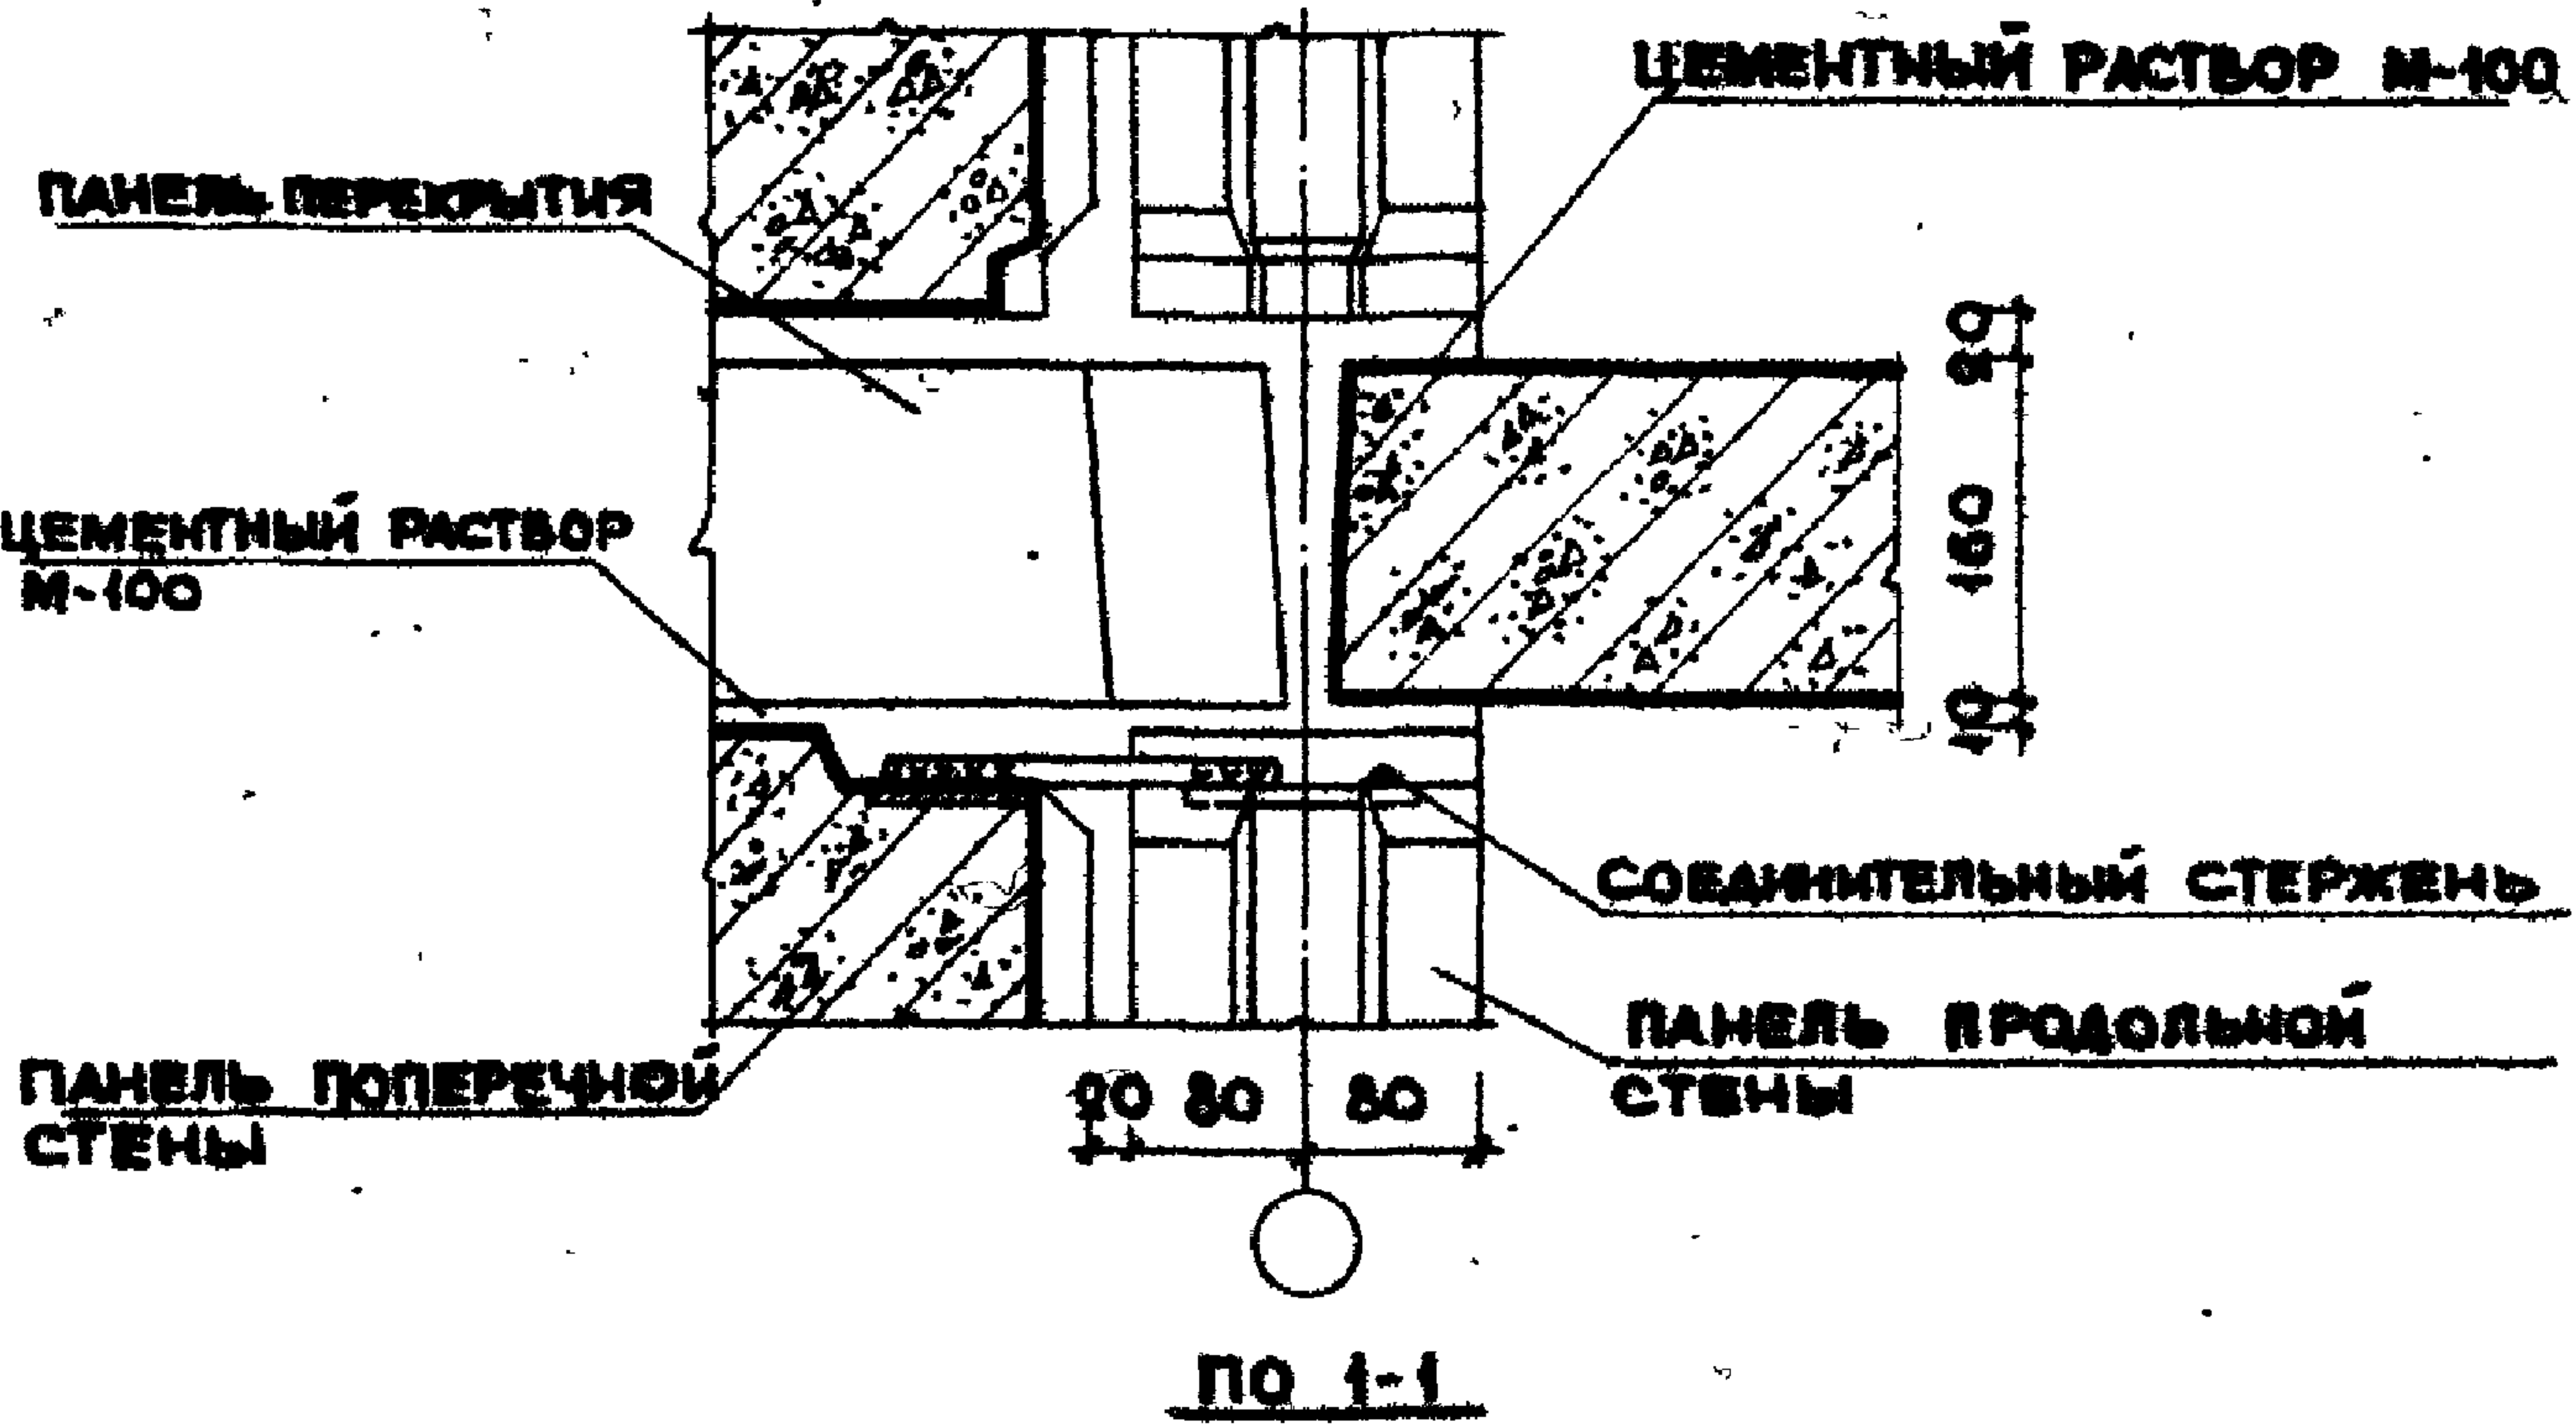 ЦЕМЕНТНЫЙ РАСТВОР М-100
ПАНЕЛЬ ПЕРЕКРЫТИЯ
20
160
10
ЦЕМЕНТНЫЙ РАСТВОР
М-100
СОЕДИНИТЕЛЬНЫЙ СТЕРЖЕНЬ
ПАНЕЛЬ ПРОДОЛЬНОЙ
СТЕНЫ
ПАНЕЛЬ ПОПЕРЕЧНОЙ
СТЕНЫ
20 80 80
ПО 1-1